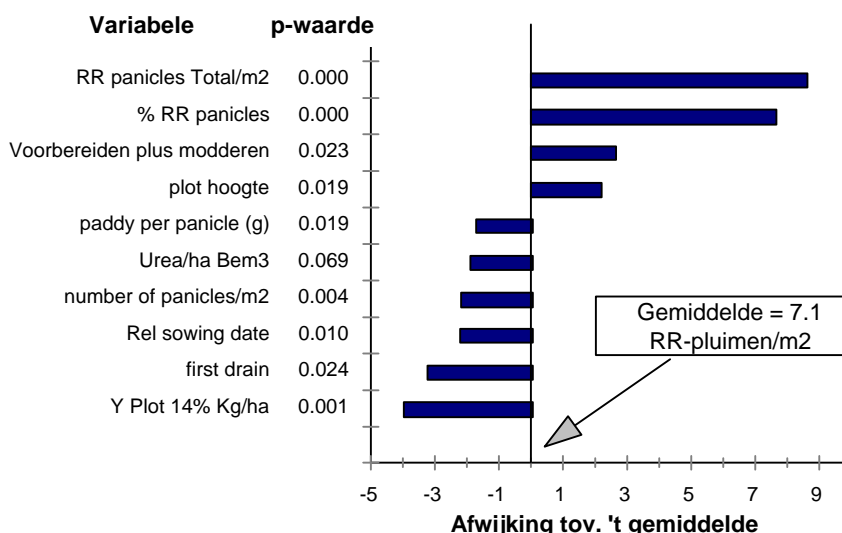 Variabele p-waarde
RR panicles Total/m2 0.000
% RR panicles 0.000
Voorbereiden plus modderen 0.023
plot hoogte 0.019
paddy per panicle (g) 0.019
Urea/ha Bem3 0.069
number of panicles/m2 0.004
Rel sowing date 0.010
first drain 0.024
Y Plot 14% Kg/ha 0.001
Gemiddelde = 7.1
RR-pluimen/m2
-5 -3 -1 1 3 5 7 9
Afwijking tov. 't gemiddelde